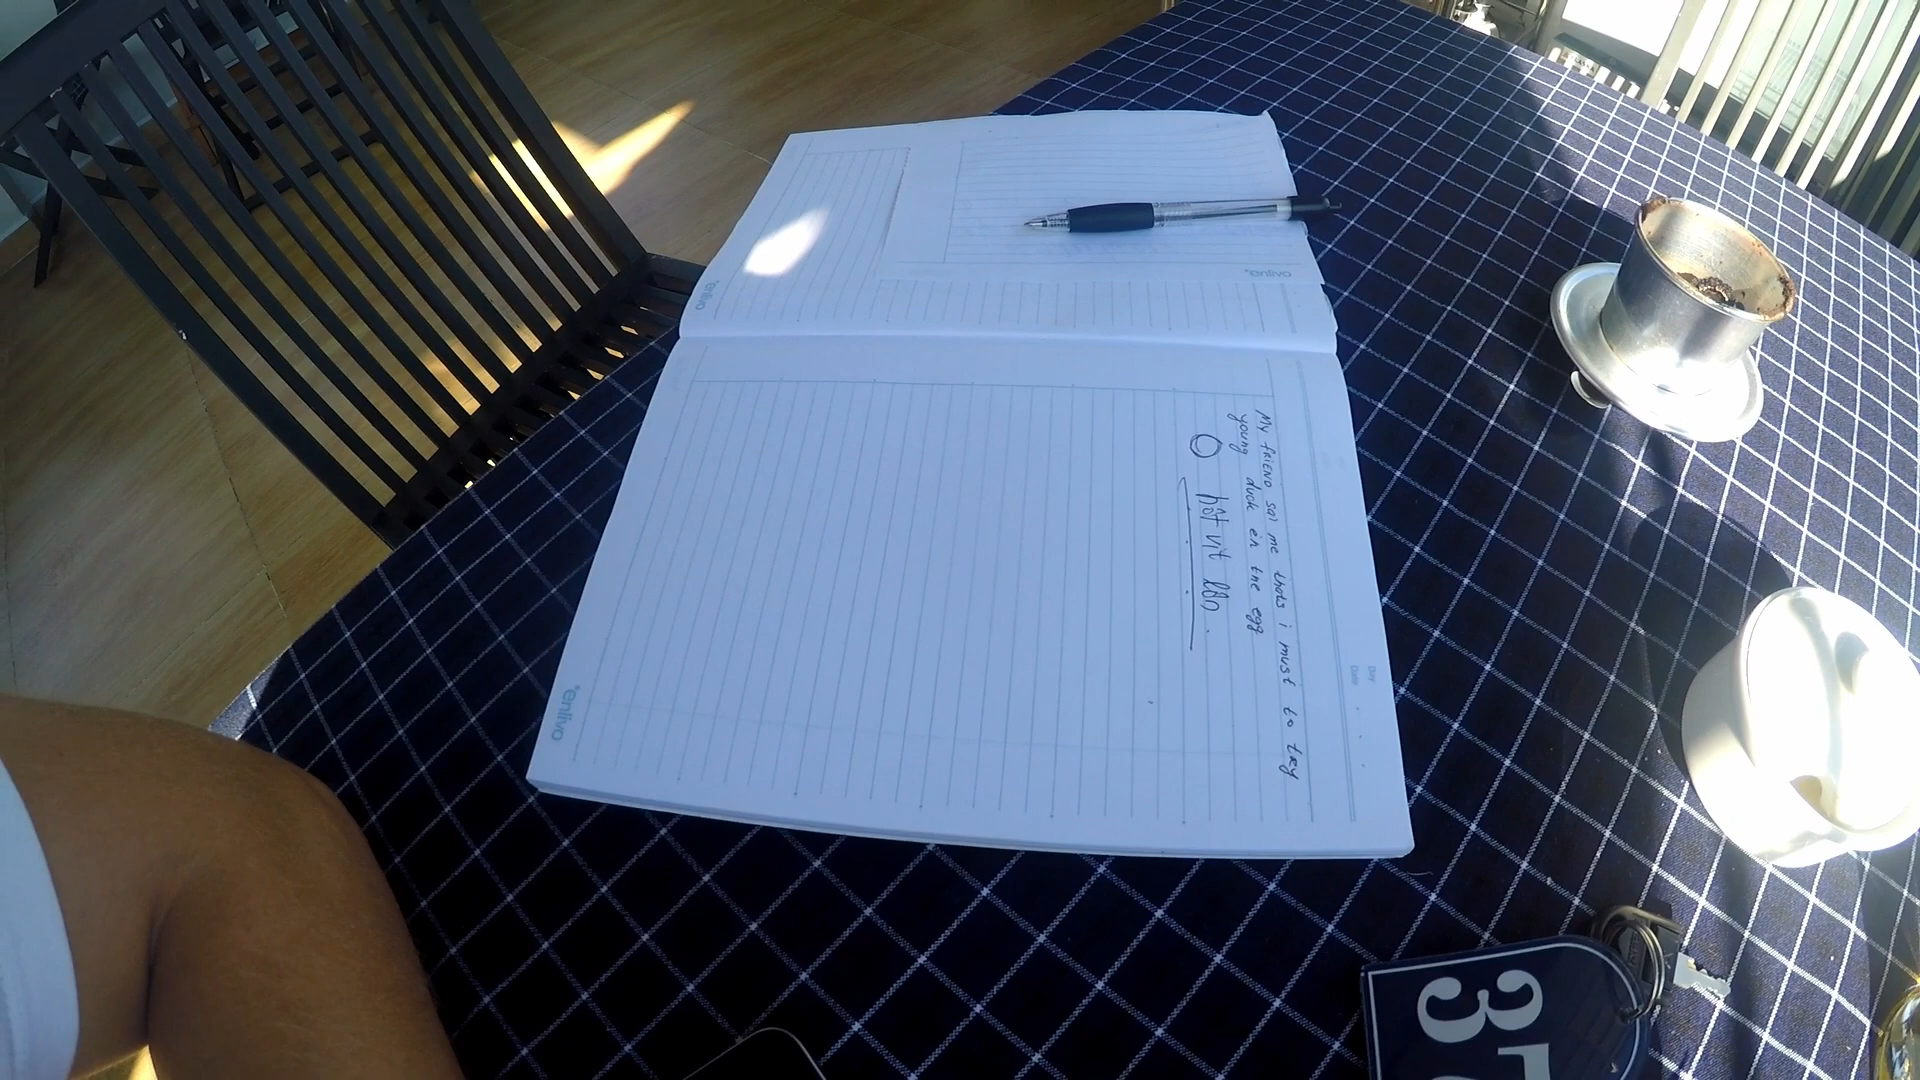 My friend sai me thats i must to try
young duck in the egg
hột vịt lộn.
Day
Date
enlivo
enlivo
enlivo